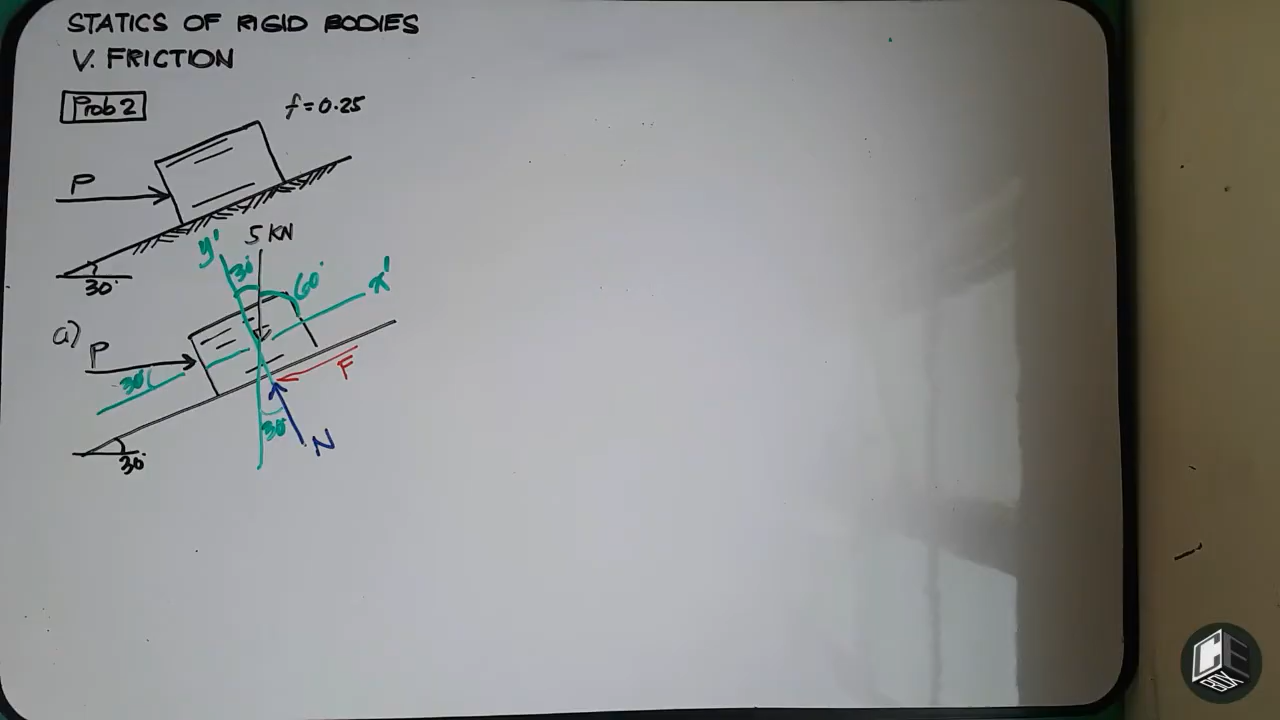 STATICS OF RIGID BODIES
V. FRICTION
Prob 2
f=0.25
P
30°
5 KN
y'
30°
60°
x'
a)
P
30°
F
30°
N
30°